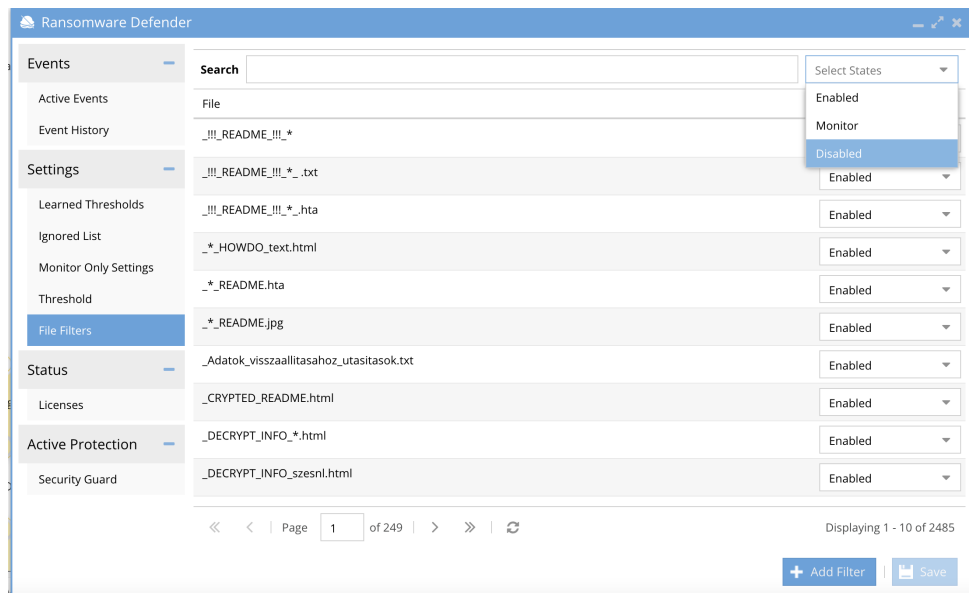 Ransomware Defender
Events
Active Events
Event History
Settings
Learned Thresholds
Ignored List
Monitor Only Settings
Threshold
File Filters
Status
Licenses
Active Protection
Security Guard
Search
Select States
Enabled
Monitor
Disabled
File
_!!!_README_!!!_*
_!!!_README_!!!_*_ .txt Enabled
_!!!_README_!!!_*_.hta Enabled
_*_HOWDO_text.html Enabled
_*_README.hta Enabled
_*_README.jpg Enabled
_Adatok_visszaallitasahoz_utasitasok.txt Enabled
_CRYPTED_README.html Enabled
_DECRYPT_INFO_*.html Enabled
_DECRYPT_INFO_szesnl.html Enabled
Page 1 of 249
Displaying 1 - 10 of 2485
Add Filter
Save